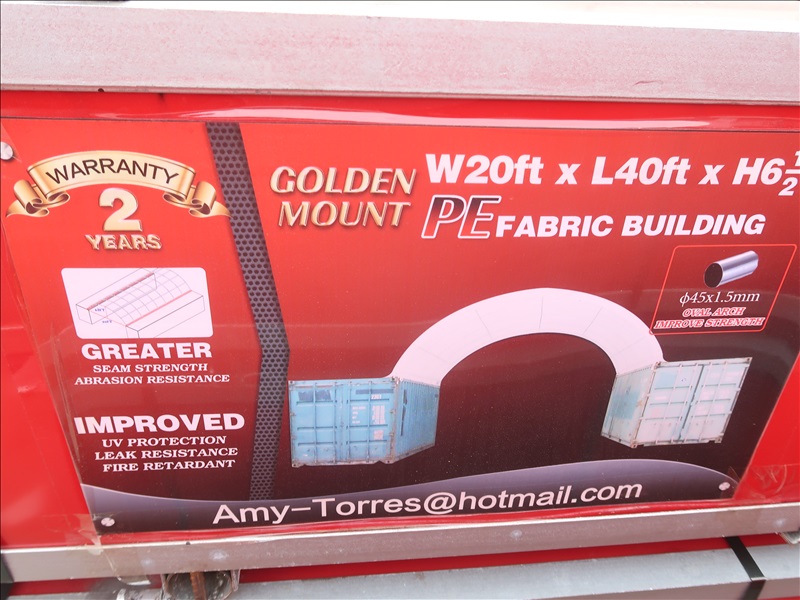 WARRANTY
2
YEARS
GREATER
SEAM STRENGTH
ABRASION RESISTANCE
IMPROVED
UV PROTECTION
LEAK RESISTANCE
FIRE RETARDANT
GOLDEN
MOUNT
W20ft x L40ft x H6½
PE FABRIC BUILDING
ϕ45x1.5mm
OVAL ARCH
IMPROVE STRENGTH
Amy-Torres@hotmail.com